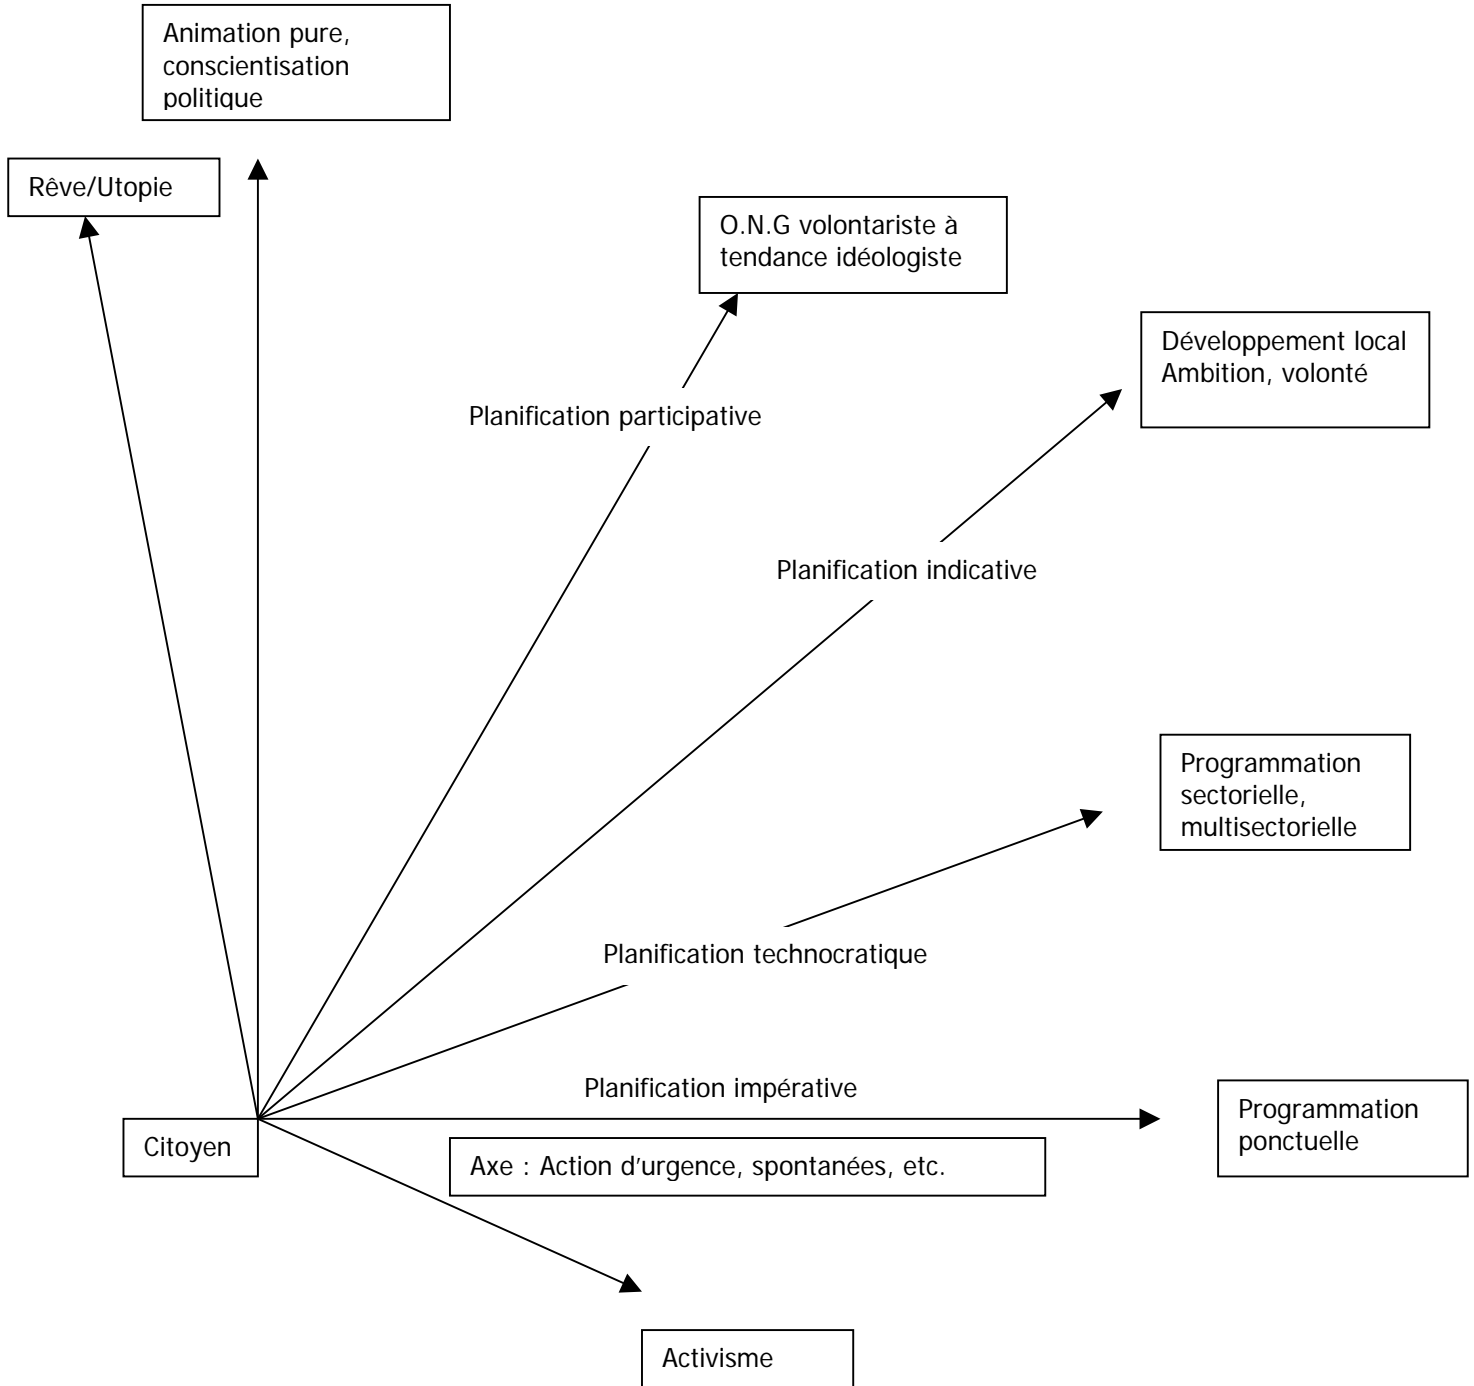 Animation pure,
conscientisation
politique
Rêve/Utopie
O.N.G volontariste à
tendance idéologiste
Développement local
Ambition, volonté
Planification participative
Planification indicative
Programmation
sectorielle,
multisectorielle
Planification technocratique
Planification impérative
Programmation
ponctuelle
Citoyen
Axe : Action d'urgence, spontanées, etc.
Activisme